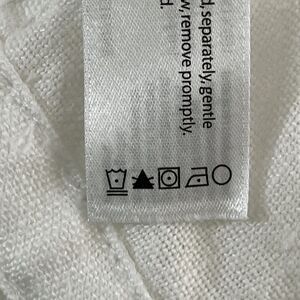 d, separately, gentle
w, remove promptly.
d.